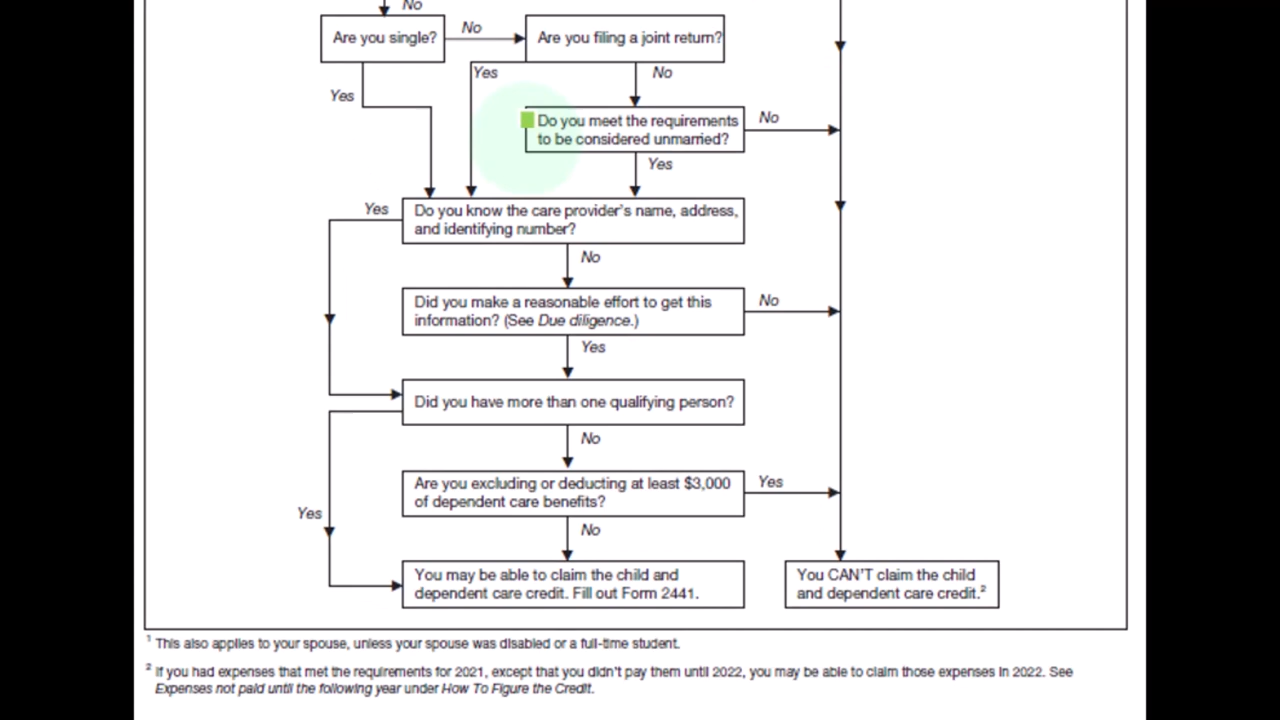 No
Are you single?
No
Are you filing a joint return?
Yes
No
Yes
Do you meet the requirements
to be considered unmarried?
No
Yes
Yes
Do you know the care provider's name, address,
and identifying number?
No
Did you make a reasonable effort to get this
information? (See Due diligence.)
No
Yes
Did you have more than one qualifying person?
No
Are you excluding or deducting at least $3,000
of dependent care benefits?
Yes
Yes
No
You may be able to claim the child and
dependent care credit. Fill out Form 2441.
You CAN'T claim the child
and dependent care credit.²
¹ This also applies to your spouse, unless your spouse was disabled or a full-time student.
² If you had expenses that met the requirements for 2021, except that you didn't pay them until 2022, you may be able to claim those expenses in 2022. See
Expenses not paid until the following year under How To Figure the Credit.